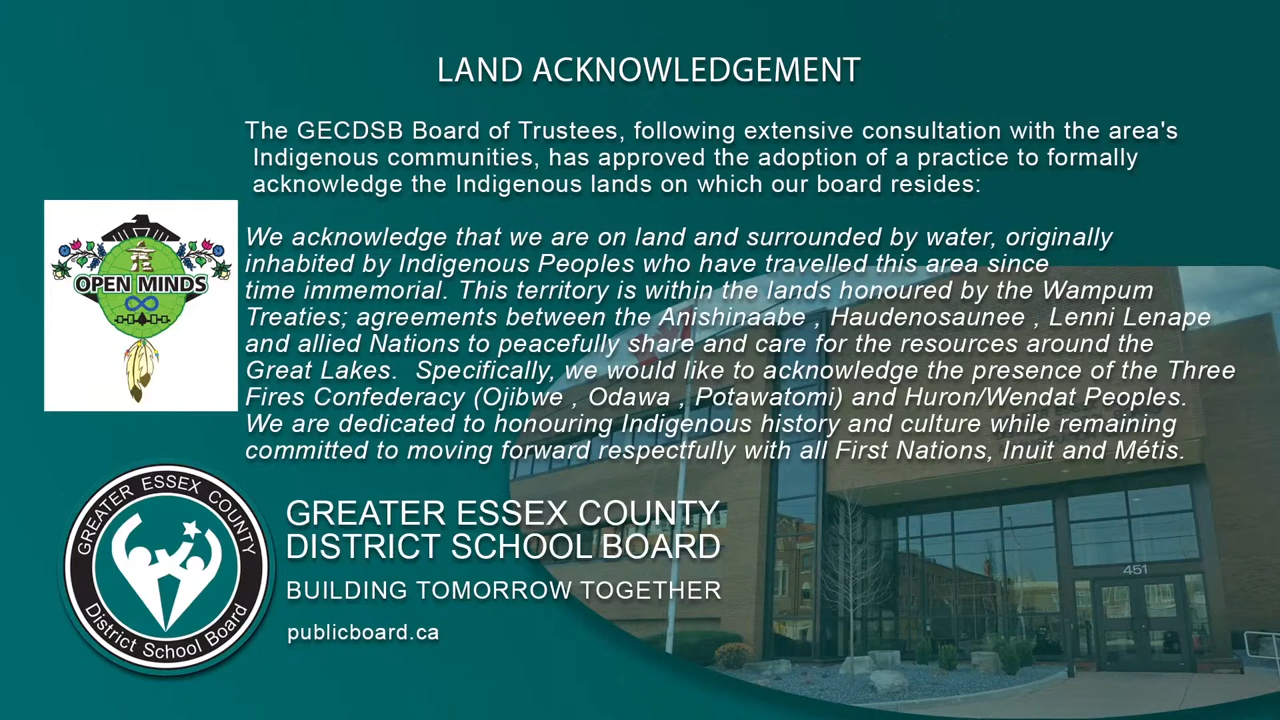 LAND ACKNOWLEDGEMENT
The GECDSB Board of Trustees, following extensive consultation with the area's
Indigenous communities, has approved the adoption of a practice to formally
acknowledge the Indigenous lands on which our board resides:
We acknowledge that we are on land and surrounded by water, originally
inhabited by Indigenous Peoples who have travelled this area since
time immemorial. This territory is within the lands honoured by the Wampum
Treaties; agreements between the Anishinaabe , Haudenosaunee , Lenni Lenape
and allied Nations to peacefully share and care for the resources around the
Great Lakes. Specifically, we would like to acknowledge the presence of the Three
Fires Confederacy (Ojibwe , Odawa , Potawatomi) and Huron/Wendat Peoples.
We are dedicated to honouring Indigenous history and culture while remaining
committed to moving forward respectfully with all First Nations, Inuit and Métis.
OPEN MINDS
GREATER ESSEX COUNTY
District School Board
GREATER ESSEX COUNTY
DISTRICT SCHOOL BOARD
BUILDING TOMORROW TOGETHER
publicboard.ca
451